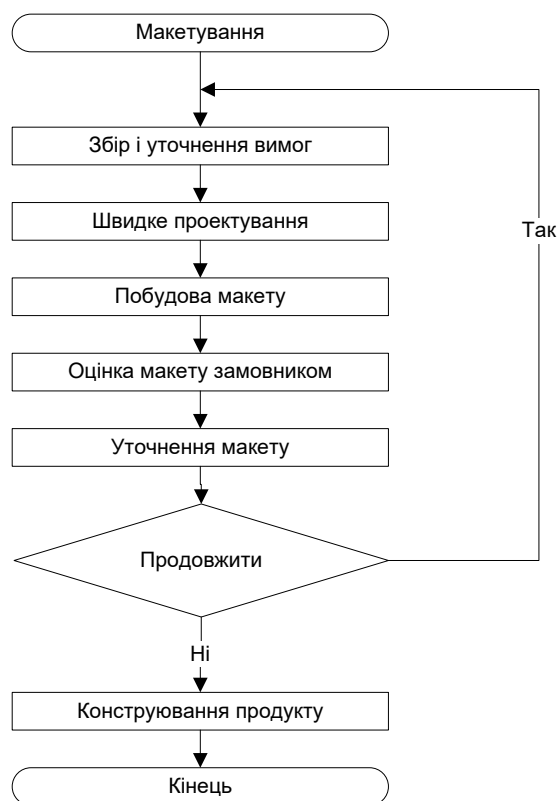 Макетування
Збір і уточнення вимог
Швидке проектування
Так
Побудова макету
Оцінка макету замовником
Уточнення макету
Продовжити
Ні
Конструювання продукту
Кінець